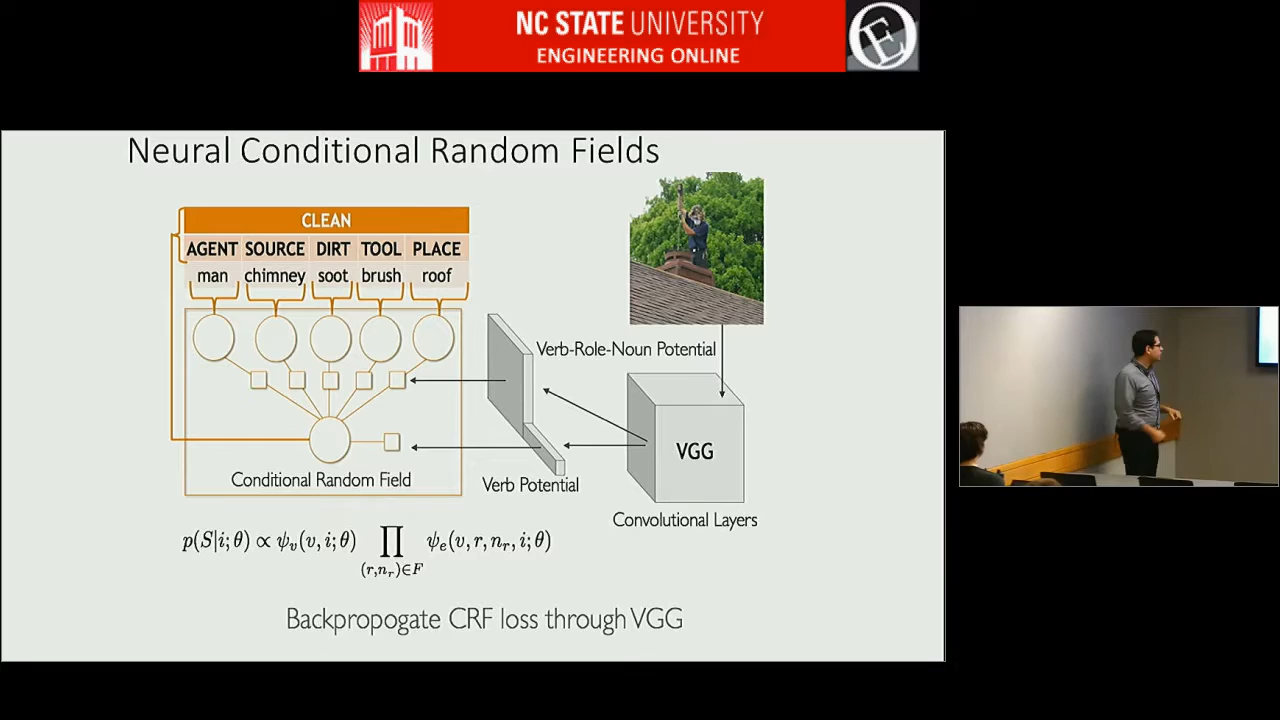 NC STATE UNIVERSITY
ENGINEERING ONLINE
E
Neural Conditional Random Fields
CLEAN
AGENT SOURCE DIRT TOOL PLACE
man chimney soot brush roof
Verb-Role-Noun Potential
VGG
Conditional Random Field
Verb Potential
Convolutional Layers
p(S|i;θ) ∝ ψ_v(v,i;θ) ∏_{(r,n_r)∈F} ψ_e(v,r,n_r,i;θ)
Backpropogate CRF loss through VGG